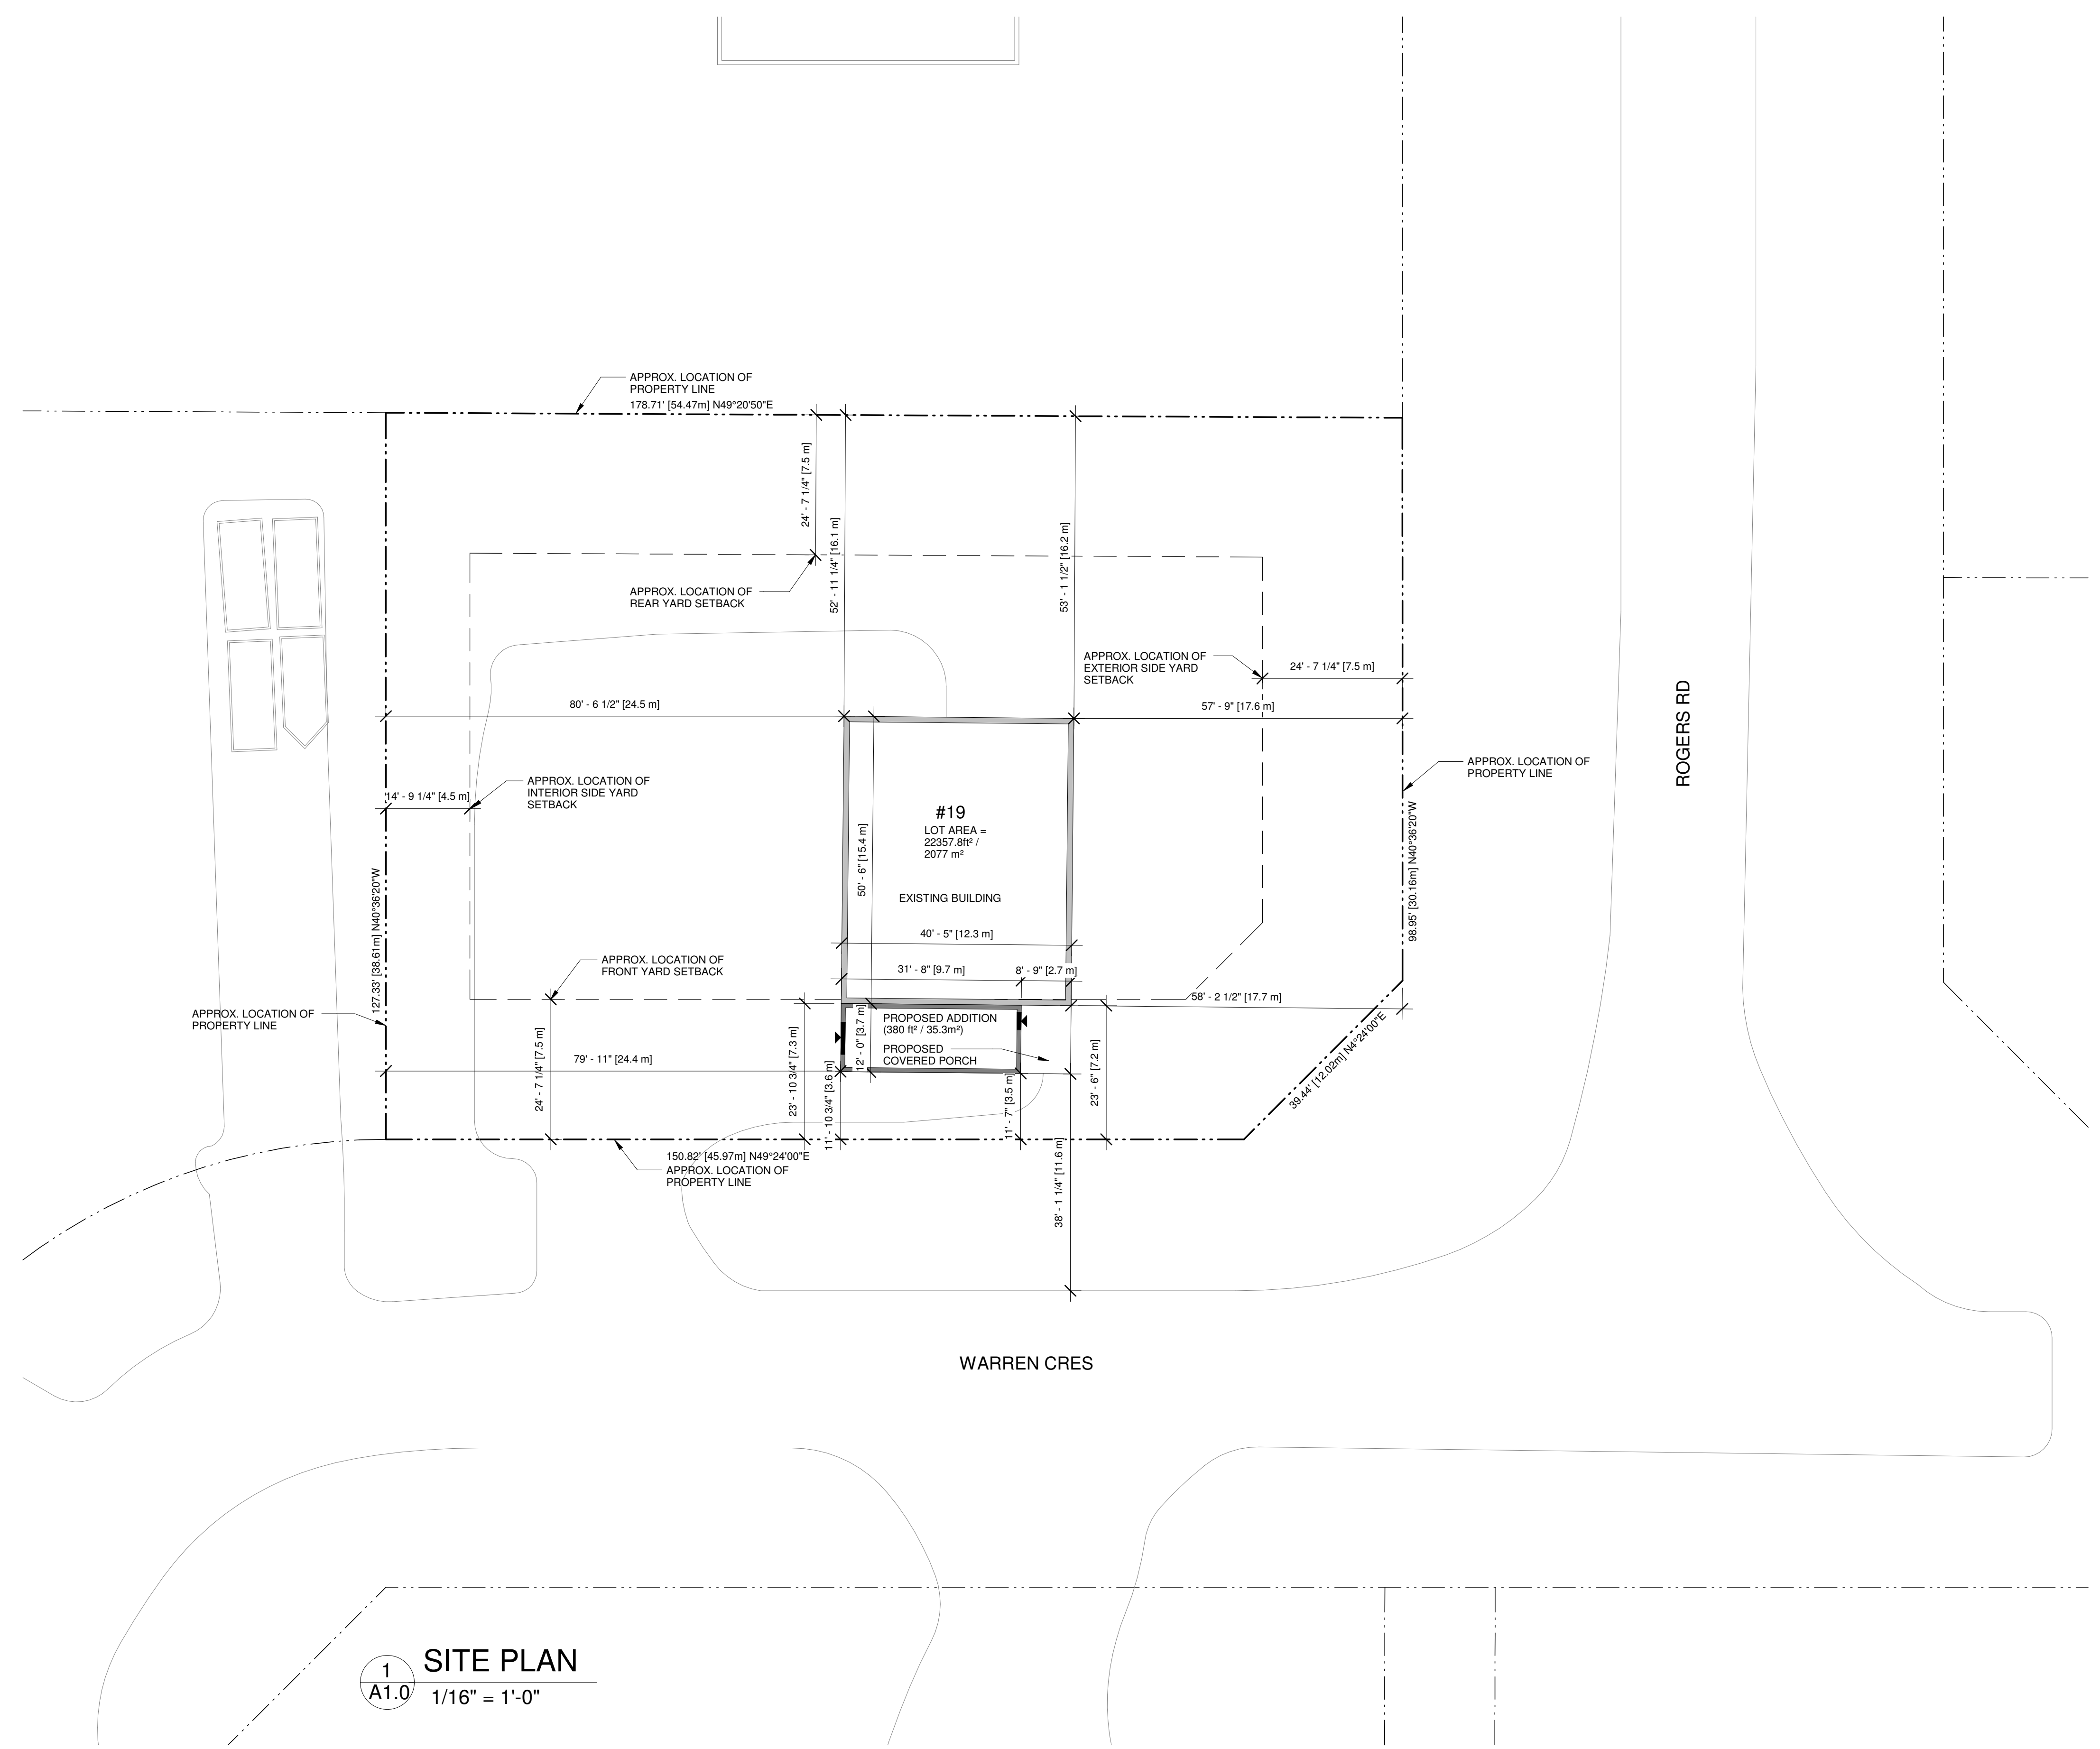 APPROX. LOCATION OF
PROPERTY LINE
178.71' [54.47m] N49°20'50"E
24' - 7 1/4" [7.5 m]
52' - 11 1/4" [16.1 m]
53' - 1 1/2" [16.2 m]
APPROX. LOCATION OF
REAR YARD SETBACK
APPROX. LOCATION OF
EXTERIOR SIDE YARD
SETBACK
24' - 7 1/4" [7.5 m]
80' - 6 1/2" [24.5 m]
57' - 9" [17.6 m]
ROGERS RD
APPROX. LOCATION OF
PROPERTY LINE
98.95' [30.16m] N40°36'20"W
14' - 9 1/4" [4.5 m]
APPROX. LOCATION OF
INTERIOR SIDE YARD
SETBACK
#19
LOT AREA =
22357.8ft² /
2077 m²
50' - 6" [15.4 m]
EXISTING BUILDING
127.33' [38.61m] N40°36'20"W
40' - 5" [12.3 m]
31' - 8" [9.7 m]
8' - 9" [2.7 m]
APPROX. LOCATION OF
FRONT YARD SETBACK
58' - 2 1/2" [17.7 m]
APPROX. LOCATION OF
PROPERTY LINE
PROPOSED ADDITION
(380 ft² / 35.3m²)
PROPOSED
COVERED PORCH
12' - 0" [3.7 m]
79' - 11" [24.4 m]
24' - 7 1/4" [7.5 m]
23' - 10 3/4" [7.3 m]
11' - 10 3/4" [3.6 m]
11' - 7" [3.5 m]
23' - 6" [7.2 m]
39.44' [12.02m] N4°24'00"E
150.82' [45.97m] N49°24'00"E
APPROX. LOCATION OF
PROPERTY LINE
38' - 1 1/4" [11.6 m]
WARREN CRES
1
A1.0
SITE PLAN
1/16" = 1'-0"